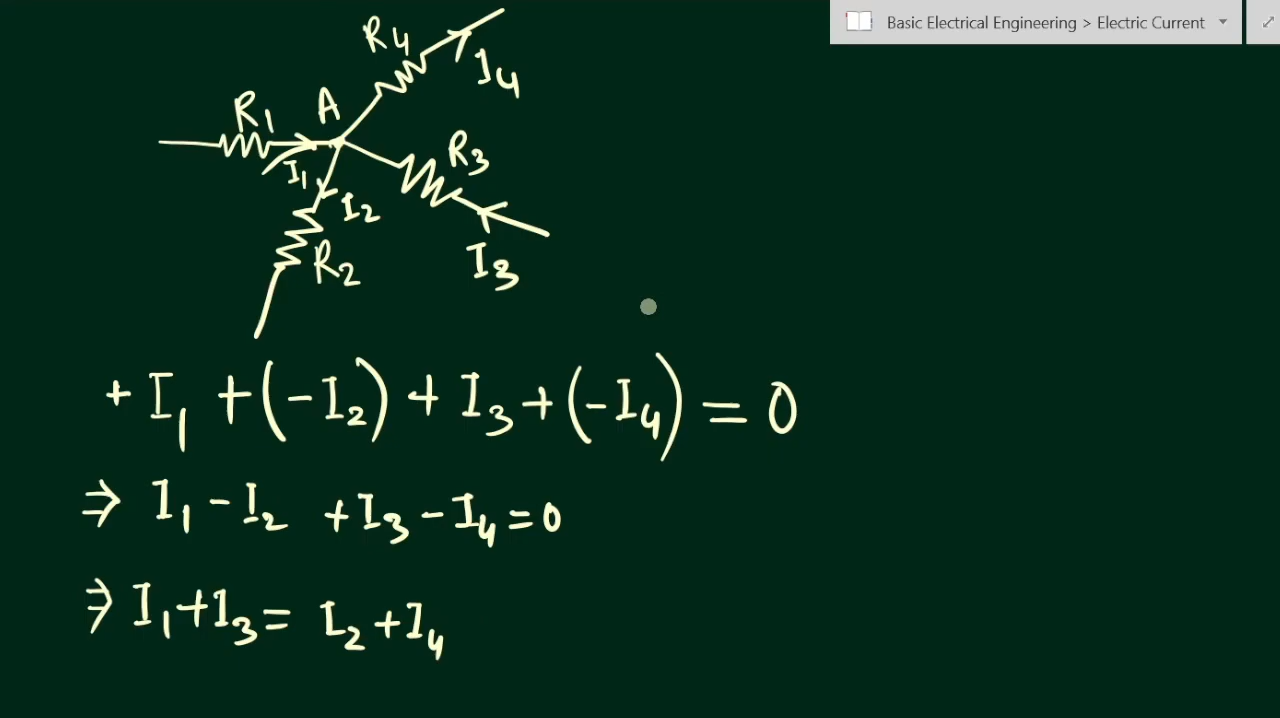 Basic Electrical Engineering > Electric Current
R4
I4
R1
A
I1
R3
I2
R2
I3
+ I1 + (-I2) + I3 + (-I4) = 0
⇒ I1 - I2 + I3 - I4 = 0
⇒ I1 + I3 = I2 + I4